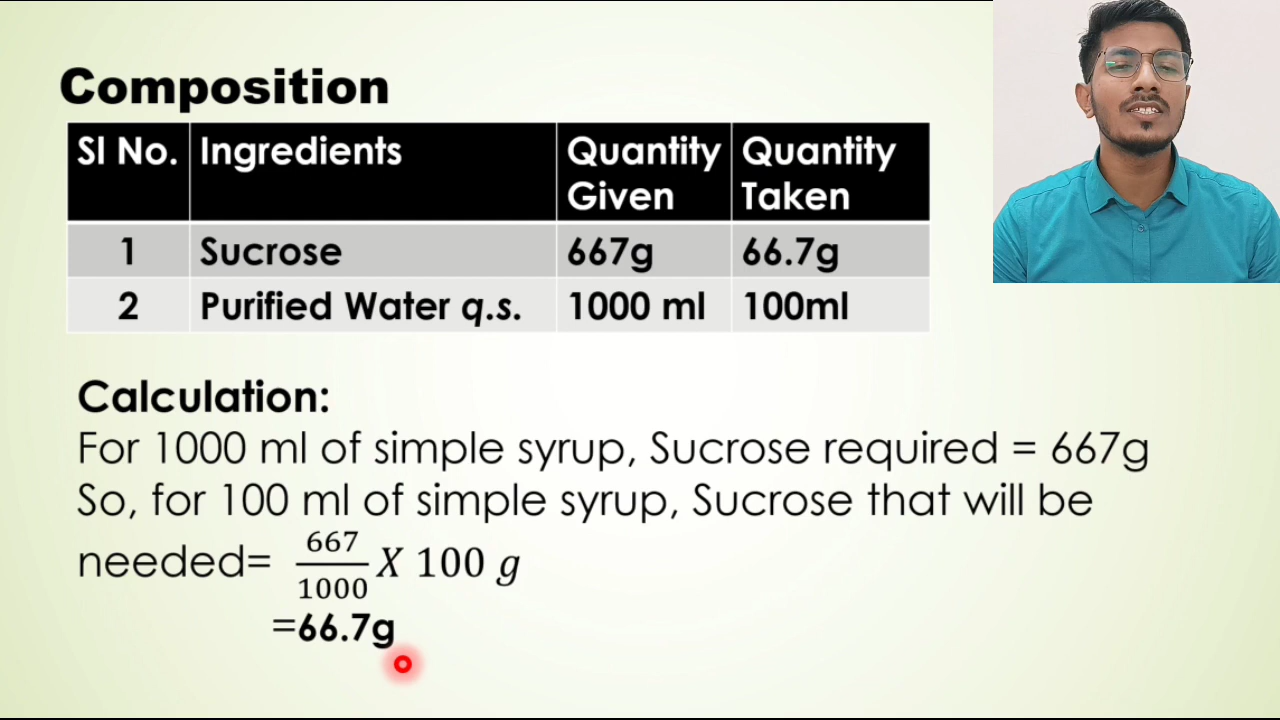 Composition
Sl No. Ingredients Quantity Given Quantity Taken
1 Sucrose 667g 66.7g
2 Purified Water q.s. 1000 ml 100ml
Calculation:
For 1000 ml of simple syrup, Sucrose required = 667g
So, for 100 ml of simple syrup, Sucrose that will be
needed= 667/1000 X 100 g
=66.7g